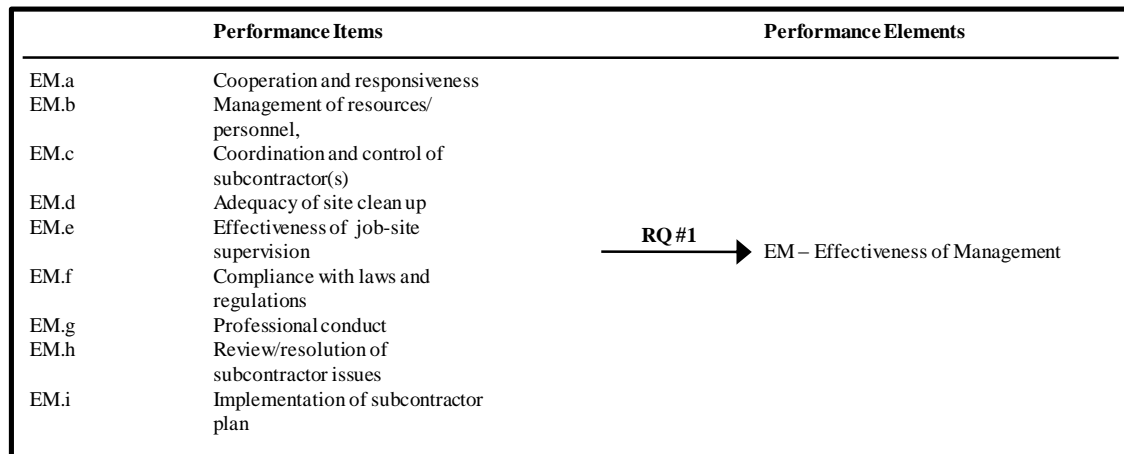 Performance Items Performance Elements
EM.a Cooperation and responsiveness
EM.b Management of resources/
personnel,
EM.c Coordination and control of
subcontractor(s)
EM.d Adequacy of site clean up
EM.e Effectiveness of job-site
supervision
RQ #1
EM – Effectiveness of Management
EM.f Compliance with laws and
regulations
EM.g Professional conduct
EM.h Review/resolution of
subcontractor issues
EM.i Implementation of subcontractor
plan